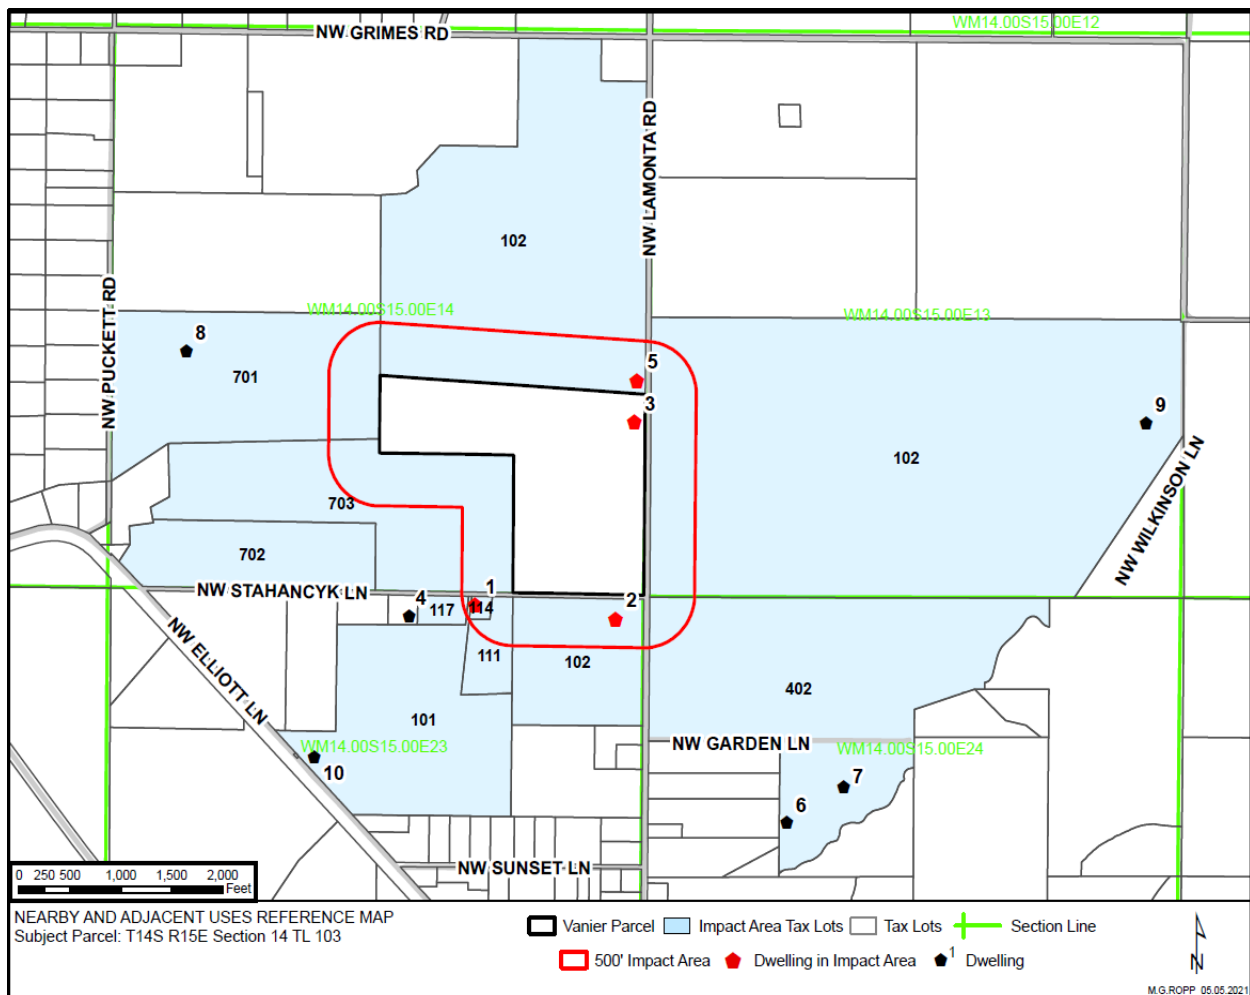 WM14.00S15.00E12
NW GRIMES RD
NW LAMONTA RD
102
NW PUCKETT RD
WM14.00S15.00E14
WM14.00S15.00E13
8
701
5
3
9
102
703
702
NW WILKINSON LN
NW STAHANCYK LN
4
117
1
114
2
111
102
NW ELLIOTT LN
402
101
WM14.00S15.00E23
NW GARDEN LN
WM14.00S15.00E24
10
7
6
NW SUNSET LN
0 250 500 1,000 1,500 2,000
Feet
NEARBY AND ADJACENT USES REFERENCE MAP
Subject Parcel: T14S R15E Section 14 TL 103
Vanier Parcel Impact Area Tax Lots Tax Lots Section Line
500' Impact Area Dwelling in Impact Area 1 Dwelling
N
M.G.ROPP 05.05.2021